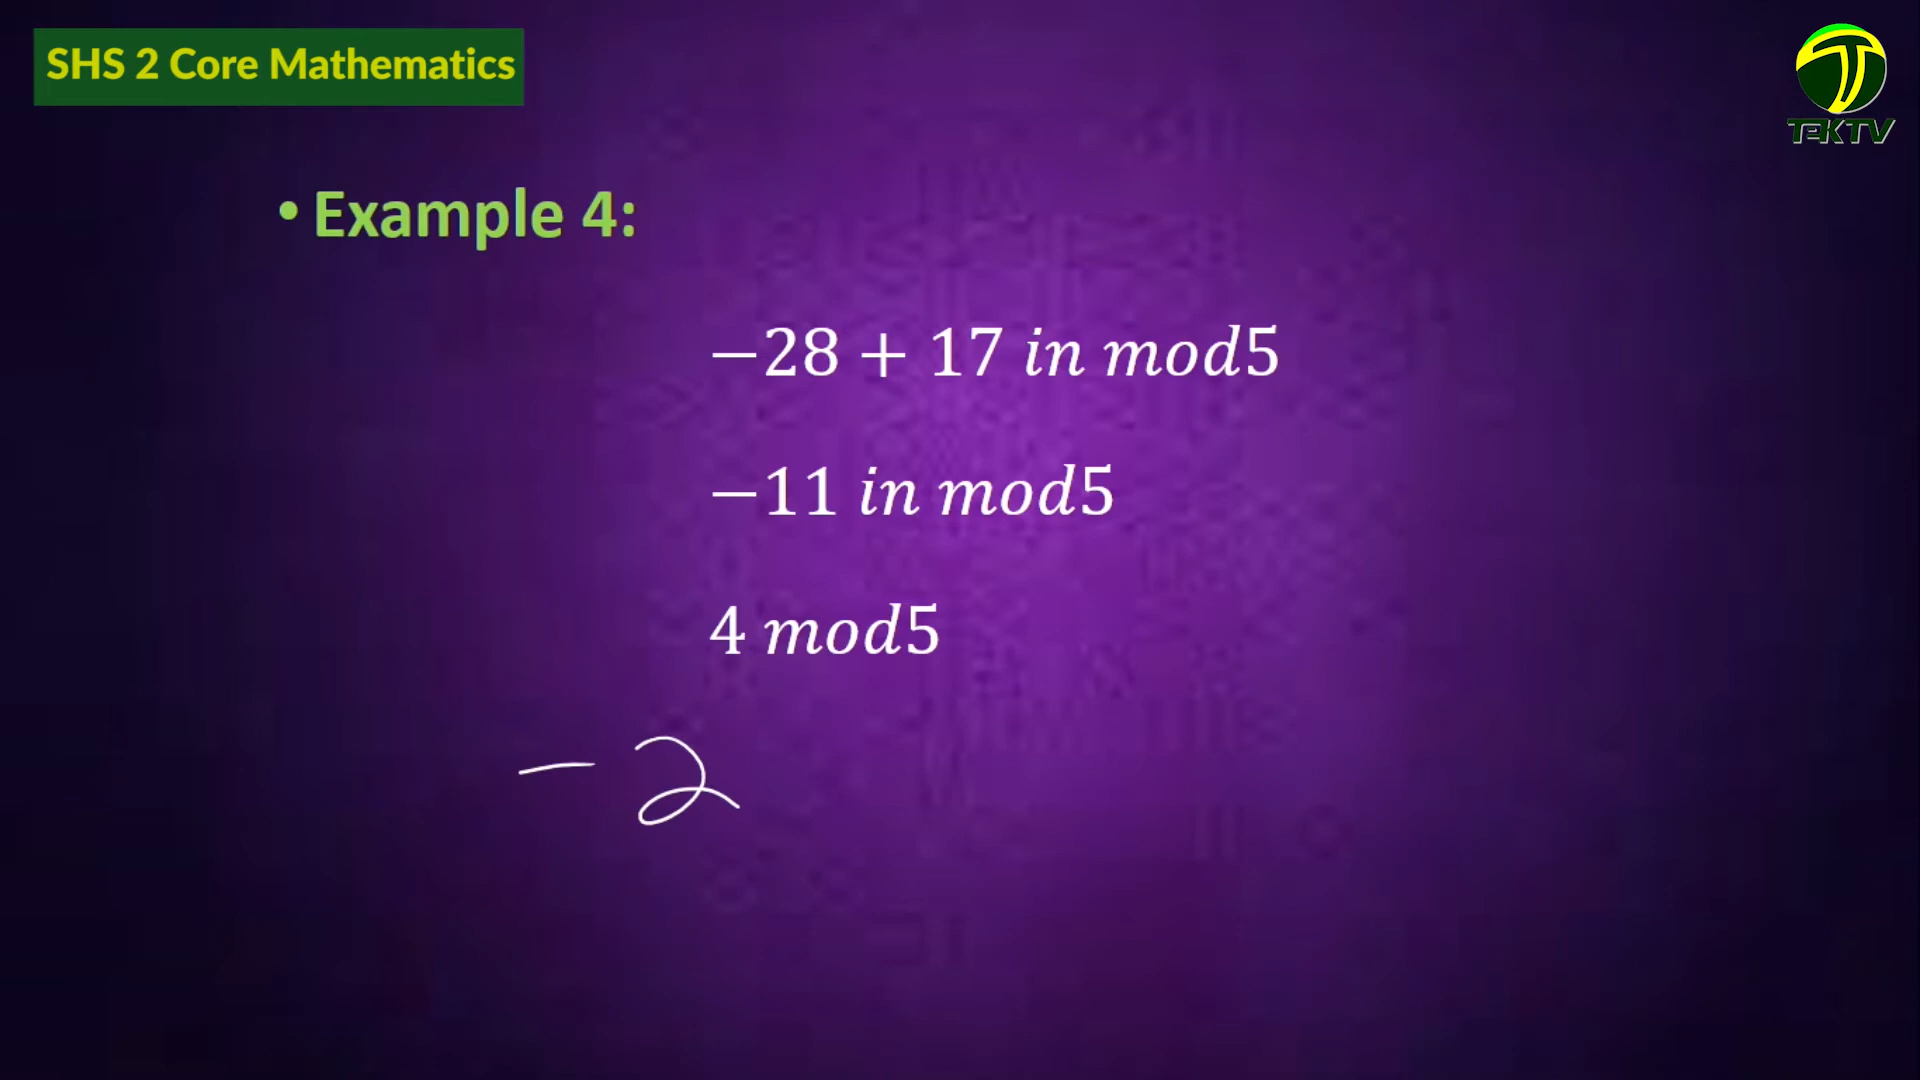 SHS 2 Core Mathematics
TEKTV
• Example 4:
−28 + 17 in mod5
−11 in mod5
4 mod5
− 2